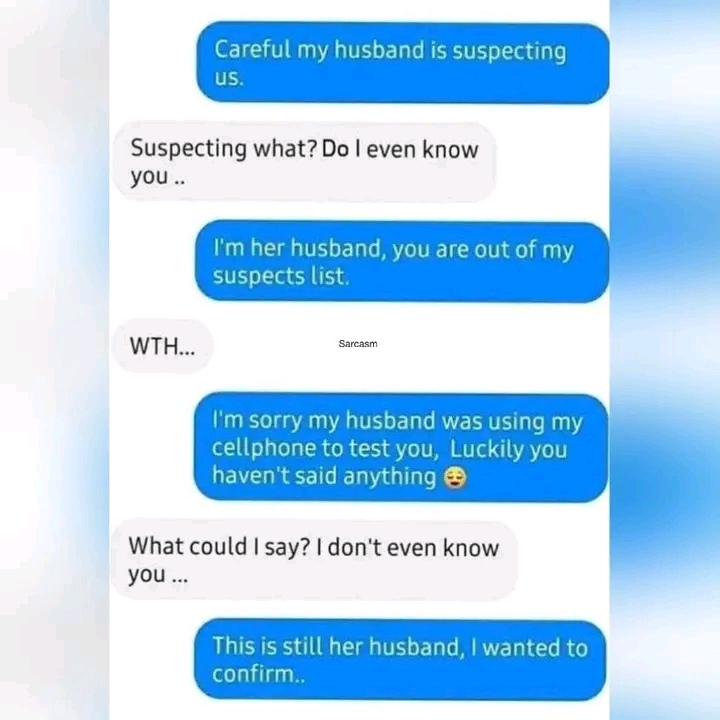 Careful my husband is suspecting
us.
Suspecting what? Do I even know
you ..
I'm her husband, you are out of my
suspects list.
WTH...
Sarcasm
I'm sorry my husband was using my
cellphone to test you, Luckily you
haven't said anything 😌
What could I say? I don't even know
you ...
This is still her husband, I wanted to
confirm..